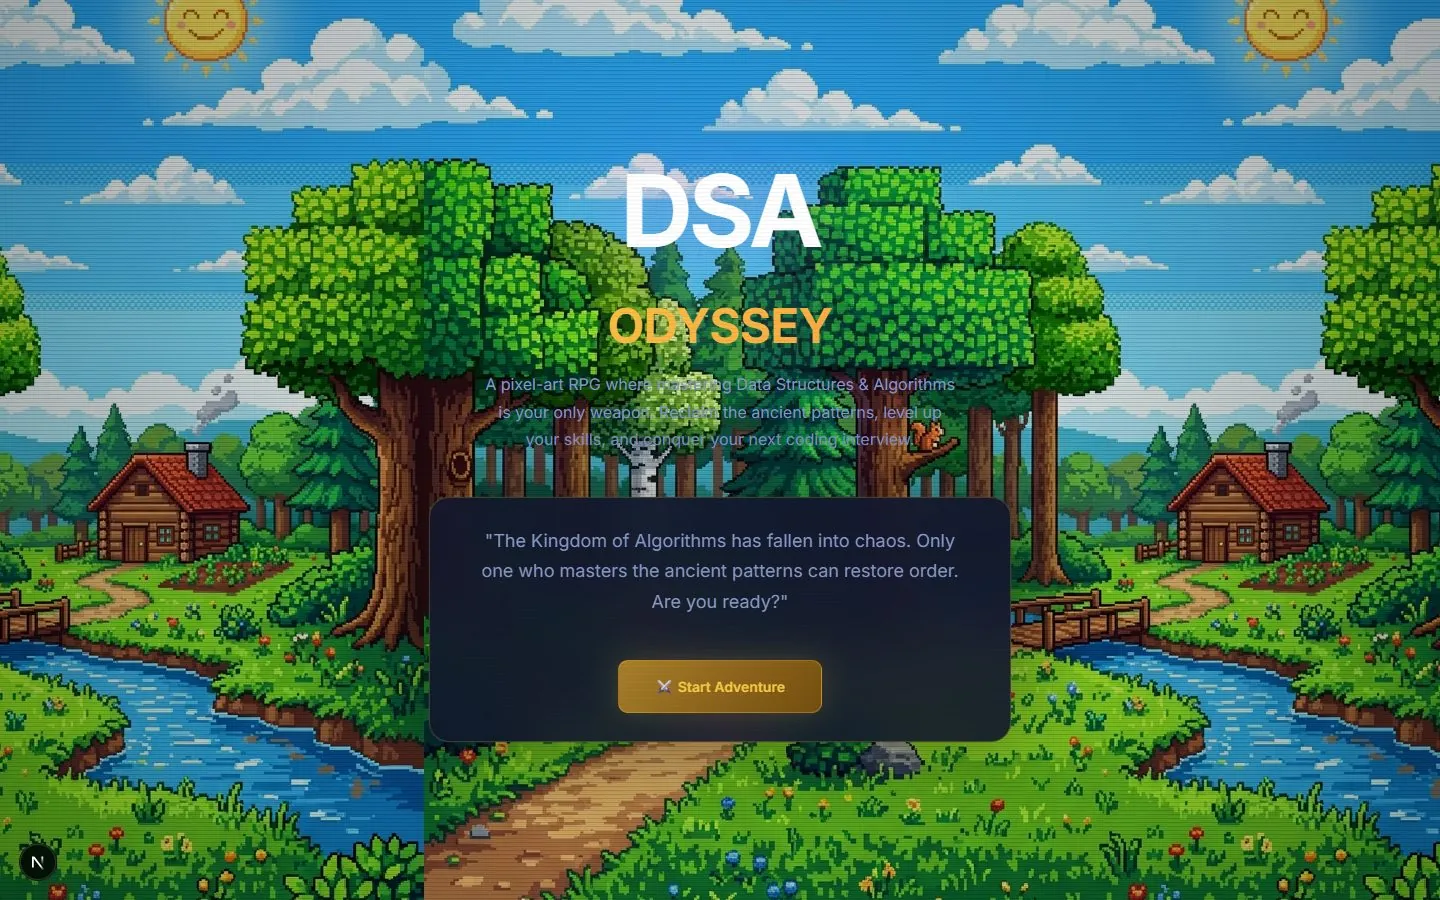 DSA
ODYSSEY
A pixel-art RPG where mastering Data Structures & Algorithms
is your only weapon. Reclaim the ancient patterns, level up
your skills, and conquer your next coding interview.
"The Kingdom of Algorithms has fallen into chaos. Only
one who masters the ancient patterns can restore order.
Are you ready?"
⚔️ Start Adventure
N